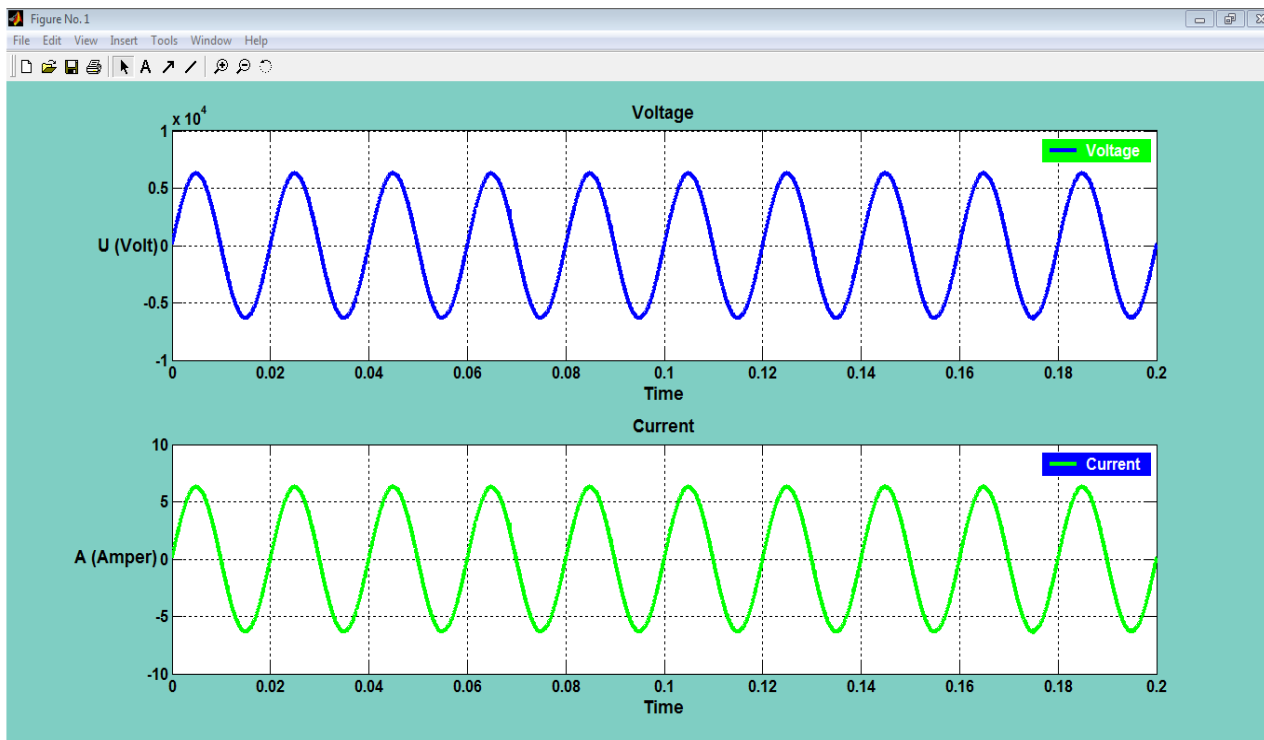 Figure No. 1
File Edit View Insert Tools Window Help
A
Voltage
x 10^4
1
Voltage
0.5
U (Volt) 0
-0.5
-1
0 0.02 0.04 0.06 0.08 0.1 0.12 0.14 0.16 0.18 0.2
Time
Current
10
Current
5
A (Amper) 0
-5
-10
0 0.02 0.04 0.06 0.08 0.1 0.12 0.14 0.16 0.18 0.2
Time